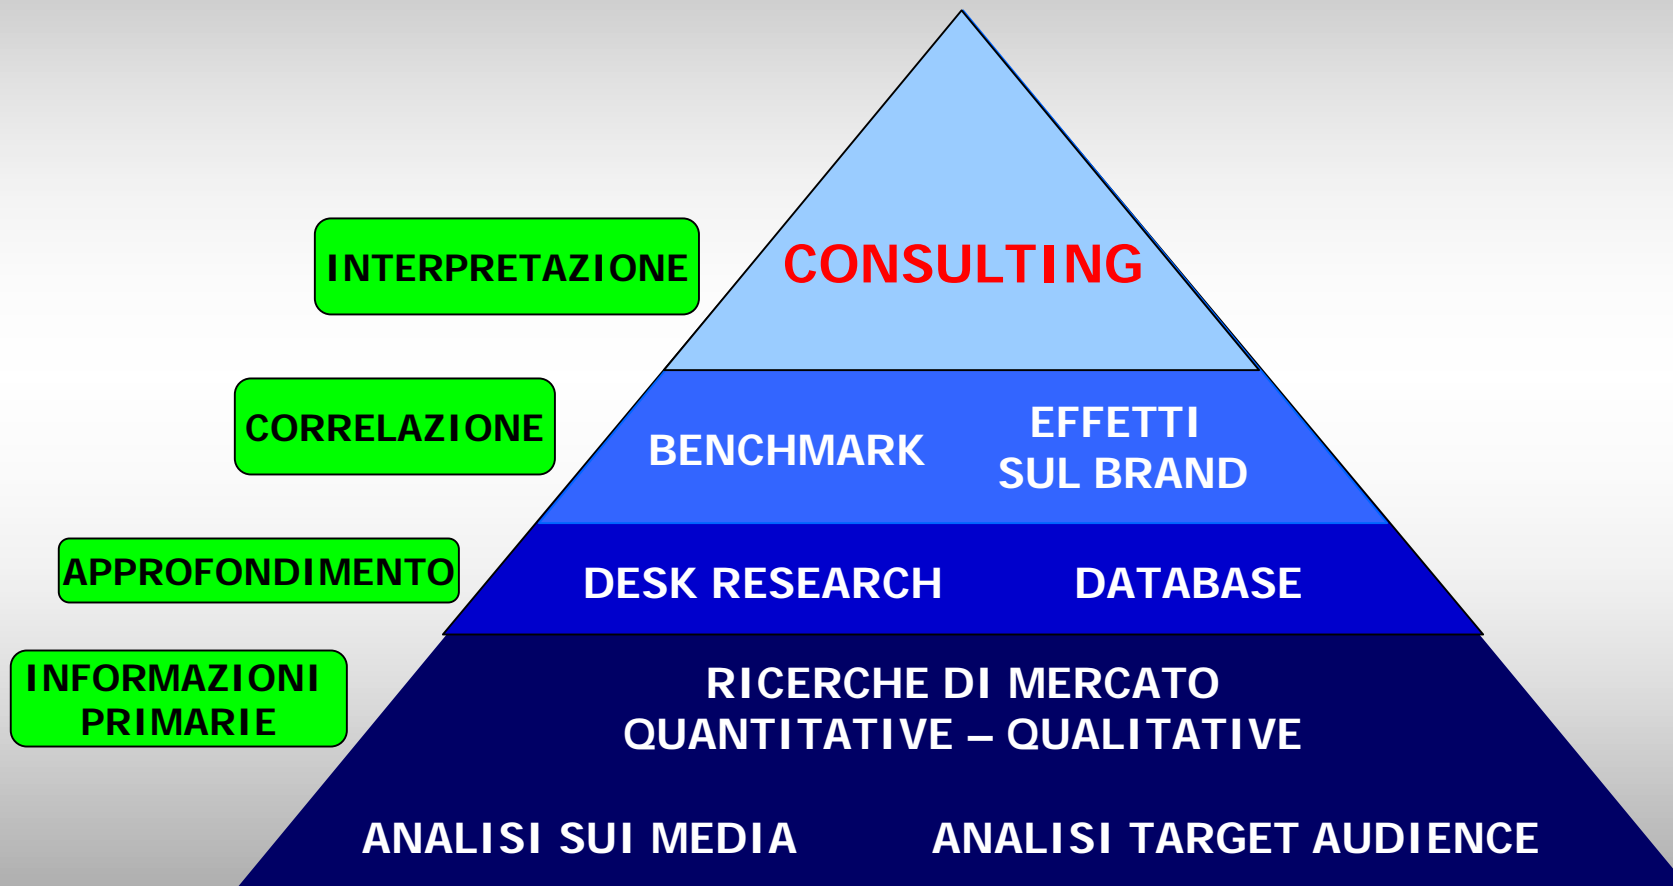 INTERPRETAZIONE
CONSULTING
CORRELAZIONE
BENCHMARK
EFFETTI
SUL BRAND
APPROFONDIMENTO
DESK RESEARCH
DATABASE
INFORMAZIONI
PRIMARIE
RICERCHE DI MERCATO
QUANTITATIVE – QUALITATIVE
ANALISI SUI MEDIA
ANALISI TARGET AUDIENCE